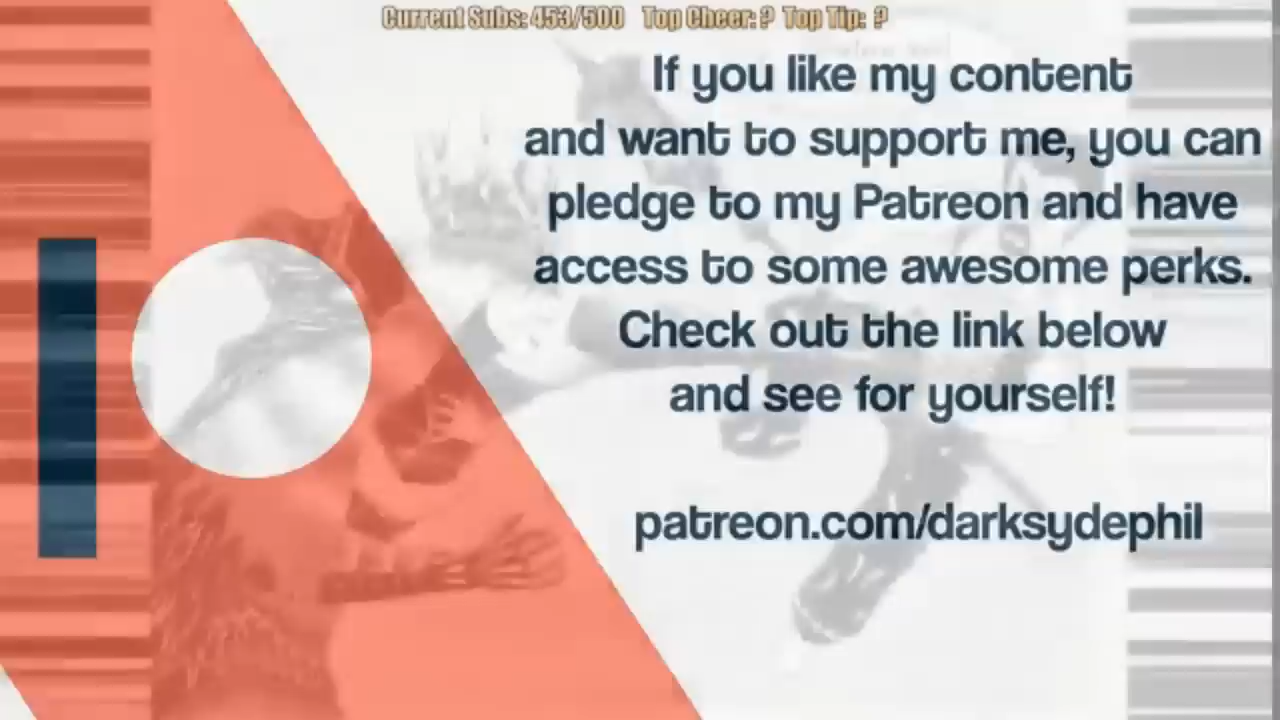 Current Subs: 453/500 Top Cheer: ? Top Tip: ?
If you like my content
and want to support me, you can
pledge to my Patreon and have
access to some awesome perks.
Check out the link below
and see for yourself!
patreon.com/darksydephil